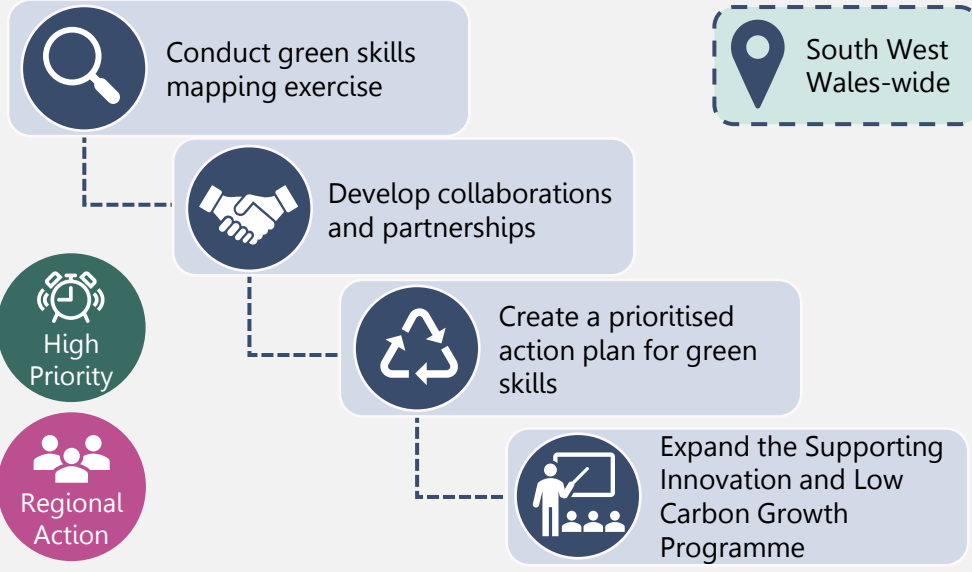 Conduct green skills
mapping exercise
South West
Wales-wide
Develop collaborations
and partnerships
High
Priority
Create a prioritised
action plan for green
skills
Regional
Action
Expand the Supporting
Innovation and Low
Carbon Growth
Programme